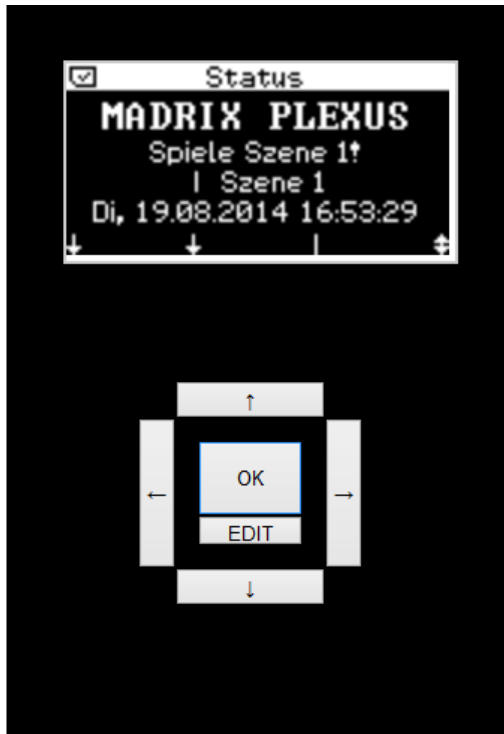 Status
MADRIX PLEXUS
Spiele Szene 1!
| Szene 1
Di, 19.08.2014 16:53:29
↓ ↓ | ↕
↑
← OK →
EDIT
↓